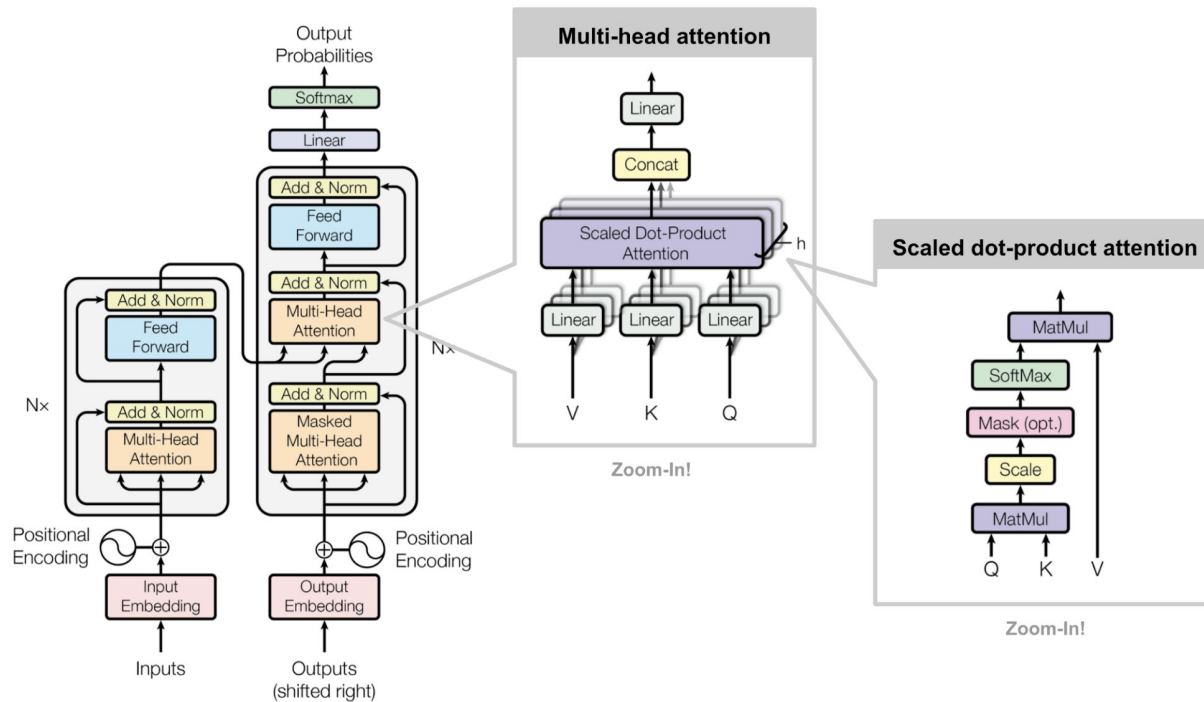 Output
Probabilities
Softmax
Linear
Add & Norm
Feed
Forward
Add & Norm
Multi-Head
Attention
Nx
Add & Norm
Masked
Multi-Head
Attention
Add & Norm
Feed
Forward
Nx
Add & Norm
Multi-Head
Attention
Positional
Encoding
Positional
Encoding
Input
Embedding
Output
Embedding
Inputs
Outputs
(shifted right)
Multi-head attention
Linear
Concat
Scaled Dot-Product
Attention
h
Linear
Linear
Linear
V
K
Q
Zoom-In!
Scaled dot-product attention
MatMul
SoftMax
Mask (opt.)
Scale
MatMul
Q
K
V
Zoom-In!